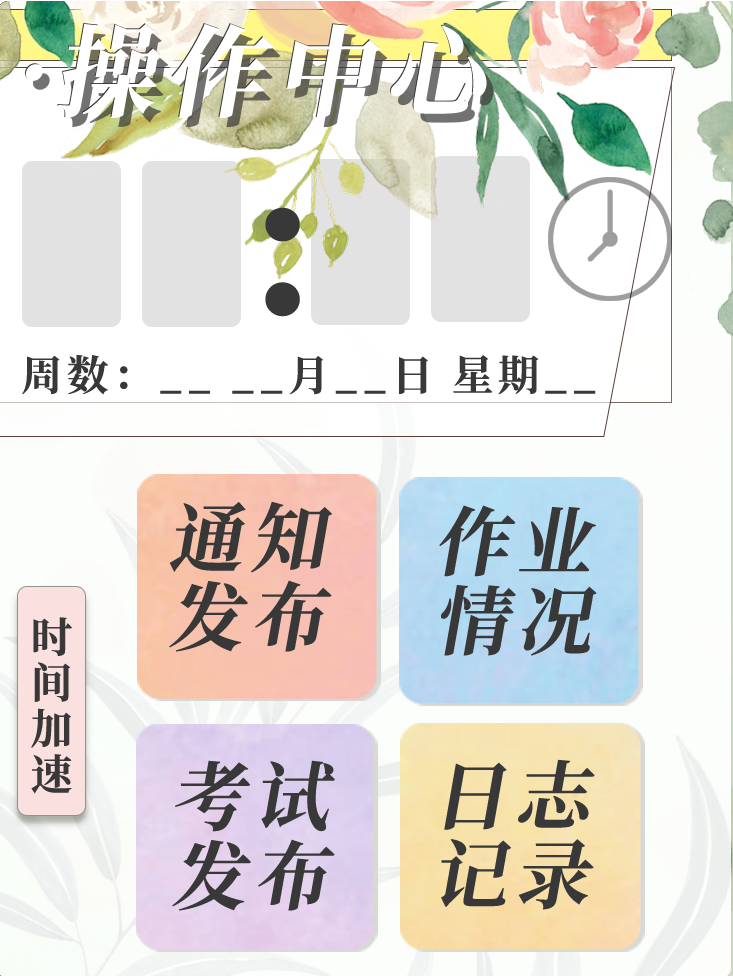 ·操作中心
周数：__ __月__日 星期__
通知
发布
作业
情况
时间加速
考试
发布
日志
记录